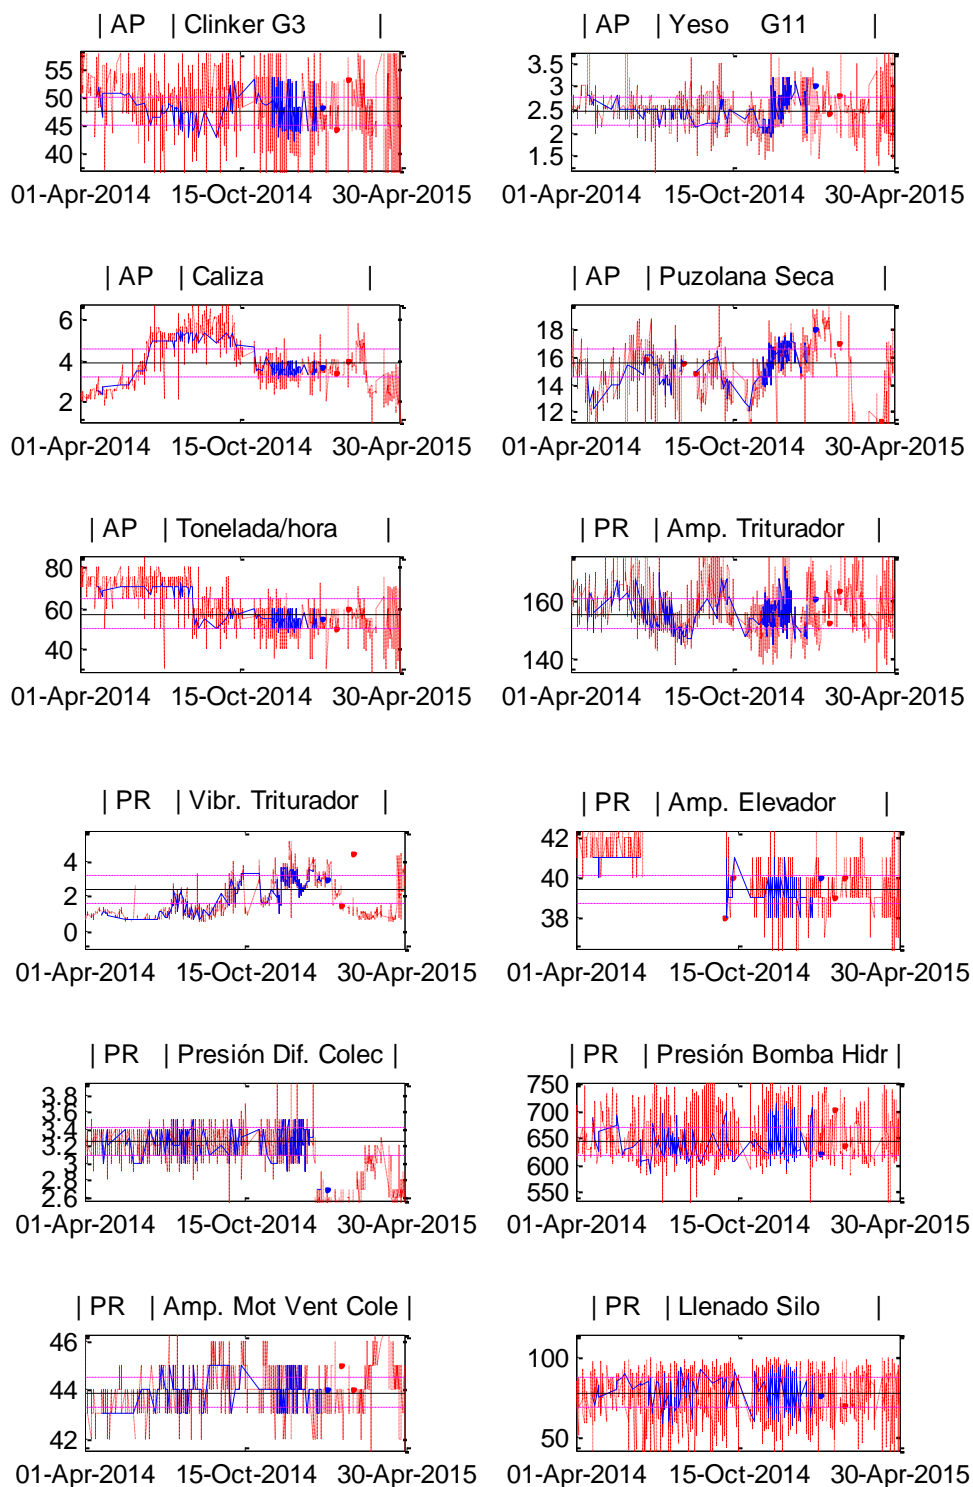 | AP | Clinker G3 |
55
50
45
40
01-Apr-2014 15-Oct-2014 30-Apr-2015
| AP | Yeso G11 |
3.5
3
2.5
2
1.5
01-Apr-2014 15-Oct-2014 30-Apr-2015
| AP | Caliza |
6
4
2
01-Apr-2014 15-Oct-2014 30-Apr-2015
| AP | Puzolana Seca |
18
16
14
12
01-Apr-2014 15-Oct-2014 30-Apr-2015
| AP | Tonelada/hora |
80
60
40
01-Apr-2014 15-Oct-2014 30-Apr-2015
| PR | Amp. Triturador |
160
140
01-Apr-2014 15-Oct-2014 30-Apr-2015
| PR | Vibr. Triturador |
4
2
0
01-Apr-2014 15-Oct-2014 30-Apr-2015
| PR | Amp. Elevador |
42
40
38
01-Apr-2014 15-Oct-2014 30-Apr-2015
| PR | Presión Dif. Colec |
3.8
3.6
3.4
3.2
3
2.8
2.6
01-Apr-2014 15-Oct-2014 30-Apr-2015
| PR | Presión Bomba Hidr |
750
700
650
600
550
01-Apr-2014 15-Oct-2014 30-Apr-2015
| PR | Amp. Mot Vent Cole |
46
44
42
01-Apr-2014 15-Oct-2014 30-Apr-2015
| PR | Llenado Silo |
100
50
01-Apr-2014 15-Oct-2014 30-Apr-2015